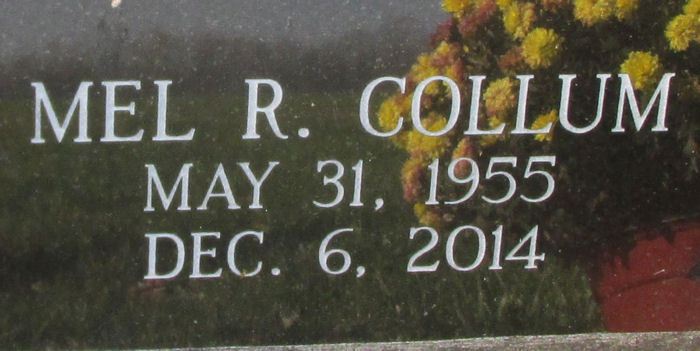 MEL R. COLLUM
MAY 31, 1955
DEC. 6, 2014